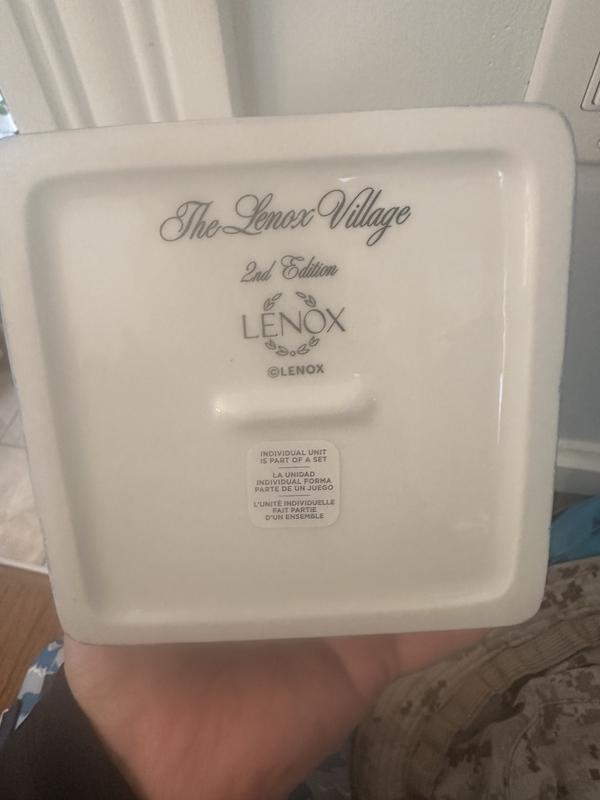 The Lenox Village
2nd Edition
LENOX
©LENOX
INDIVIDUAL UNIT
IS PART OF A SET
LA UNIDAD
INDIVIDUAL FORMA
PARTE DE UN JUEGO
L'UNITÉ INDIVIDUELLE
FAIT PARTIE
D'UN ENSEMBLE